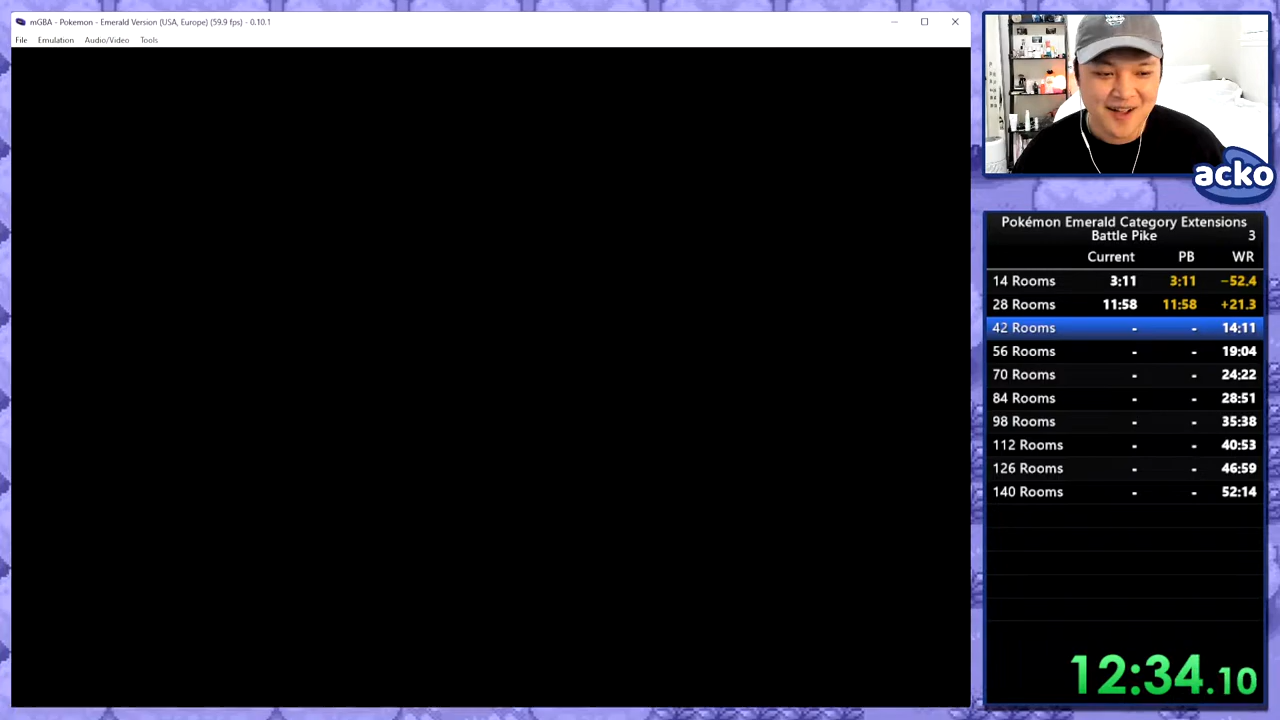 mGBA - Pokemon - Emerald Version (USA, Europe) (59.9 fps) - 0.10.1
File Emulation Audio/Video Tools
acko
Pokémon Emerald Category Extensions
Battle Pike 3
Current PB WR
14 Rooms 3:11 3:11 −52.4
28 Rooms 11:58 11:58 +21.3
42 Rooms - - 14:11
56 Rooms - - 19:04
70 Rooms - - 24:22
84 Rooms - - 28:51
98 Rooms - - 35:38
112 Rooms - - 40:53
126 Rooms - - 46:59
140 Rooms - - 52:14
12:34.10